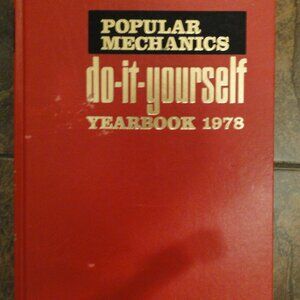 POPULAR
MECHANICS
do-it-yourself
YEARBOOK 1978